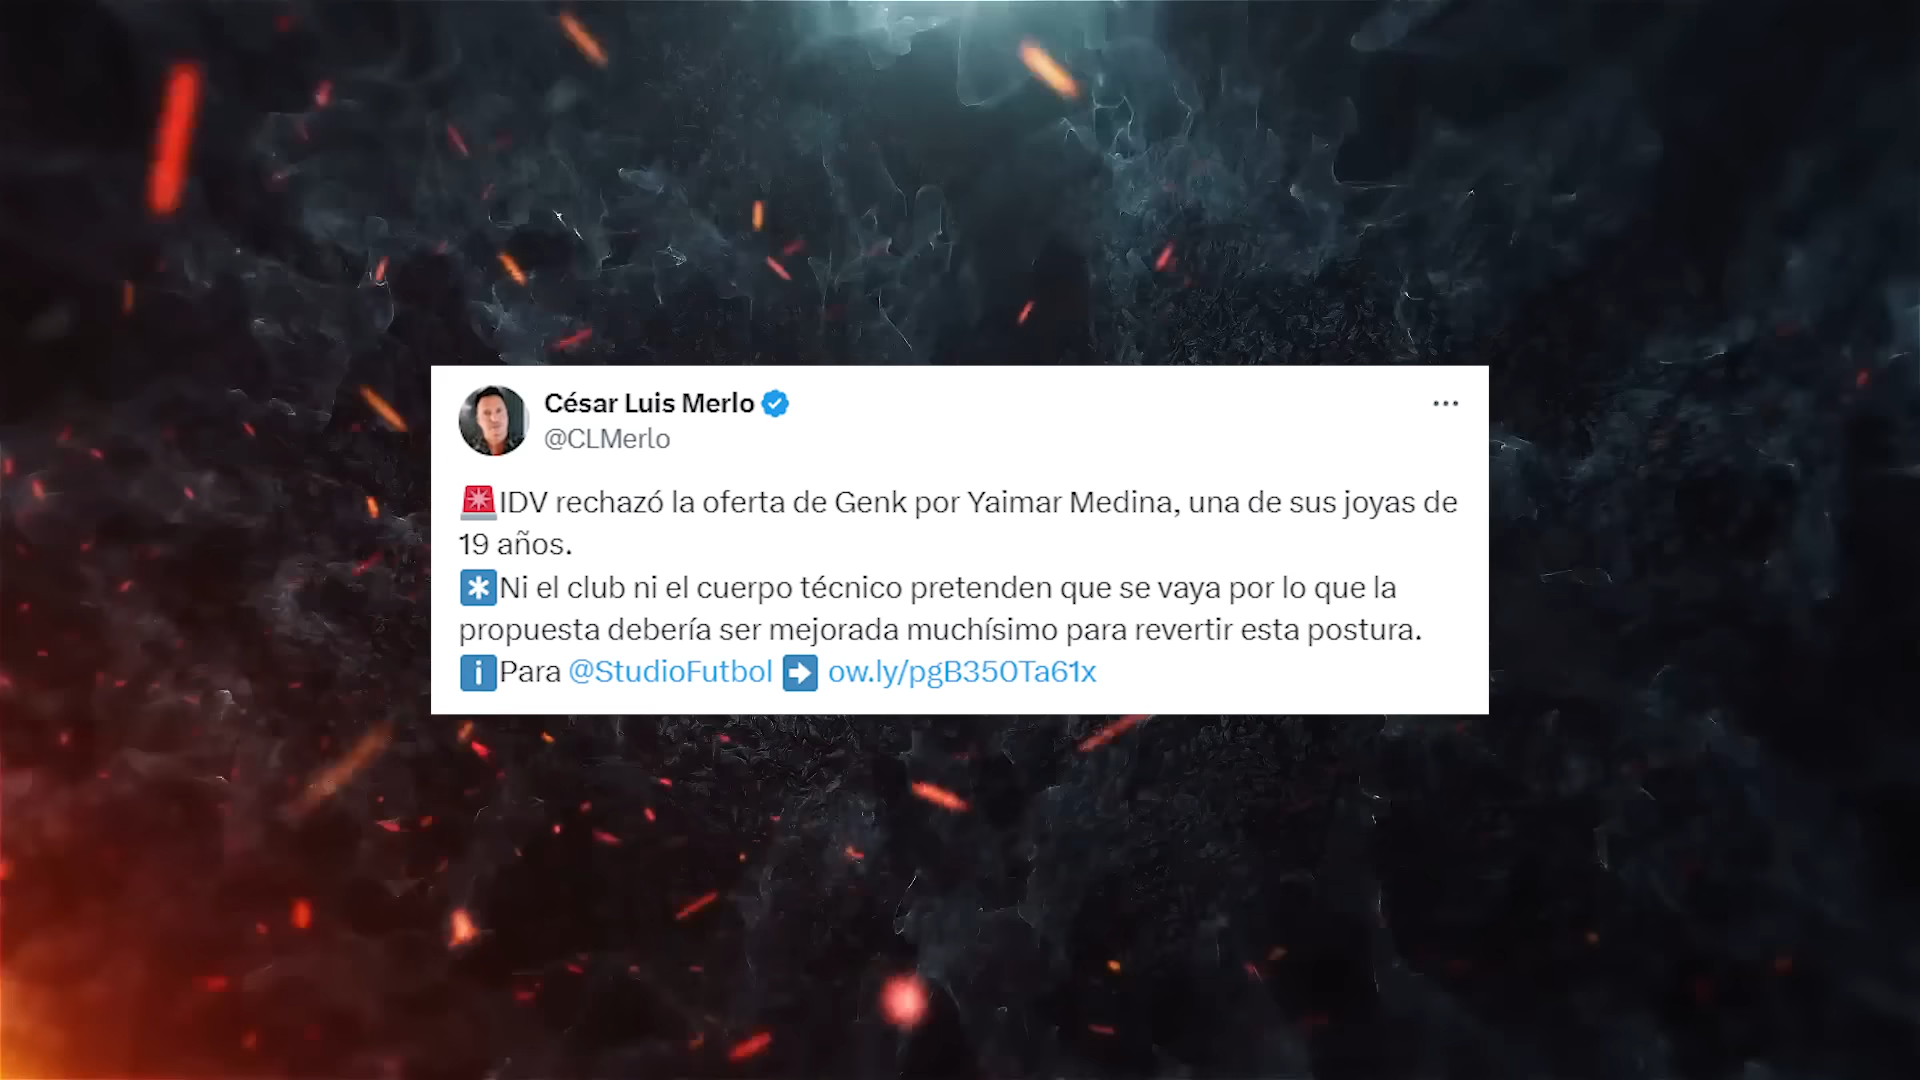 César Luis Merlo
@CLMerlo
🚨IDV rechazó la oferta de Genk por Yaimar Medina, una de sus joyas de
19 años.
*️⃣Ni el club ni el cuerpo técnico pretenden que se vaya por lo que la
propuesta debería ser mejorada muchísimo para revertir esta postura.
ℹ️Para @StudioFutbol ➡️ ow.ly/pgB350Ta61x